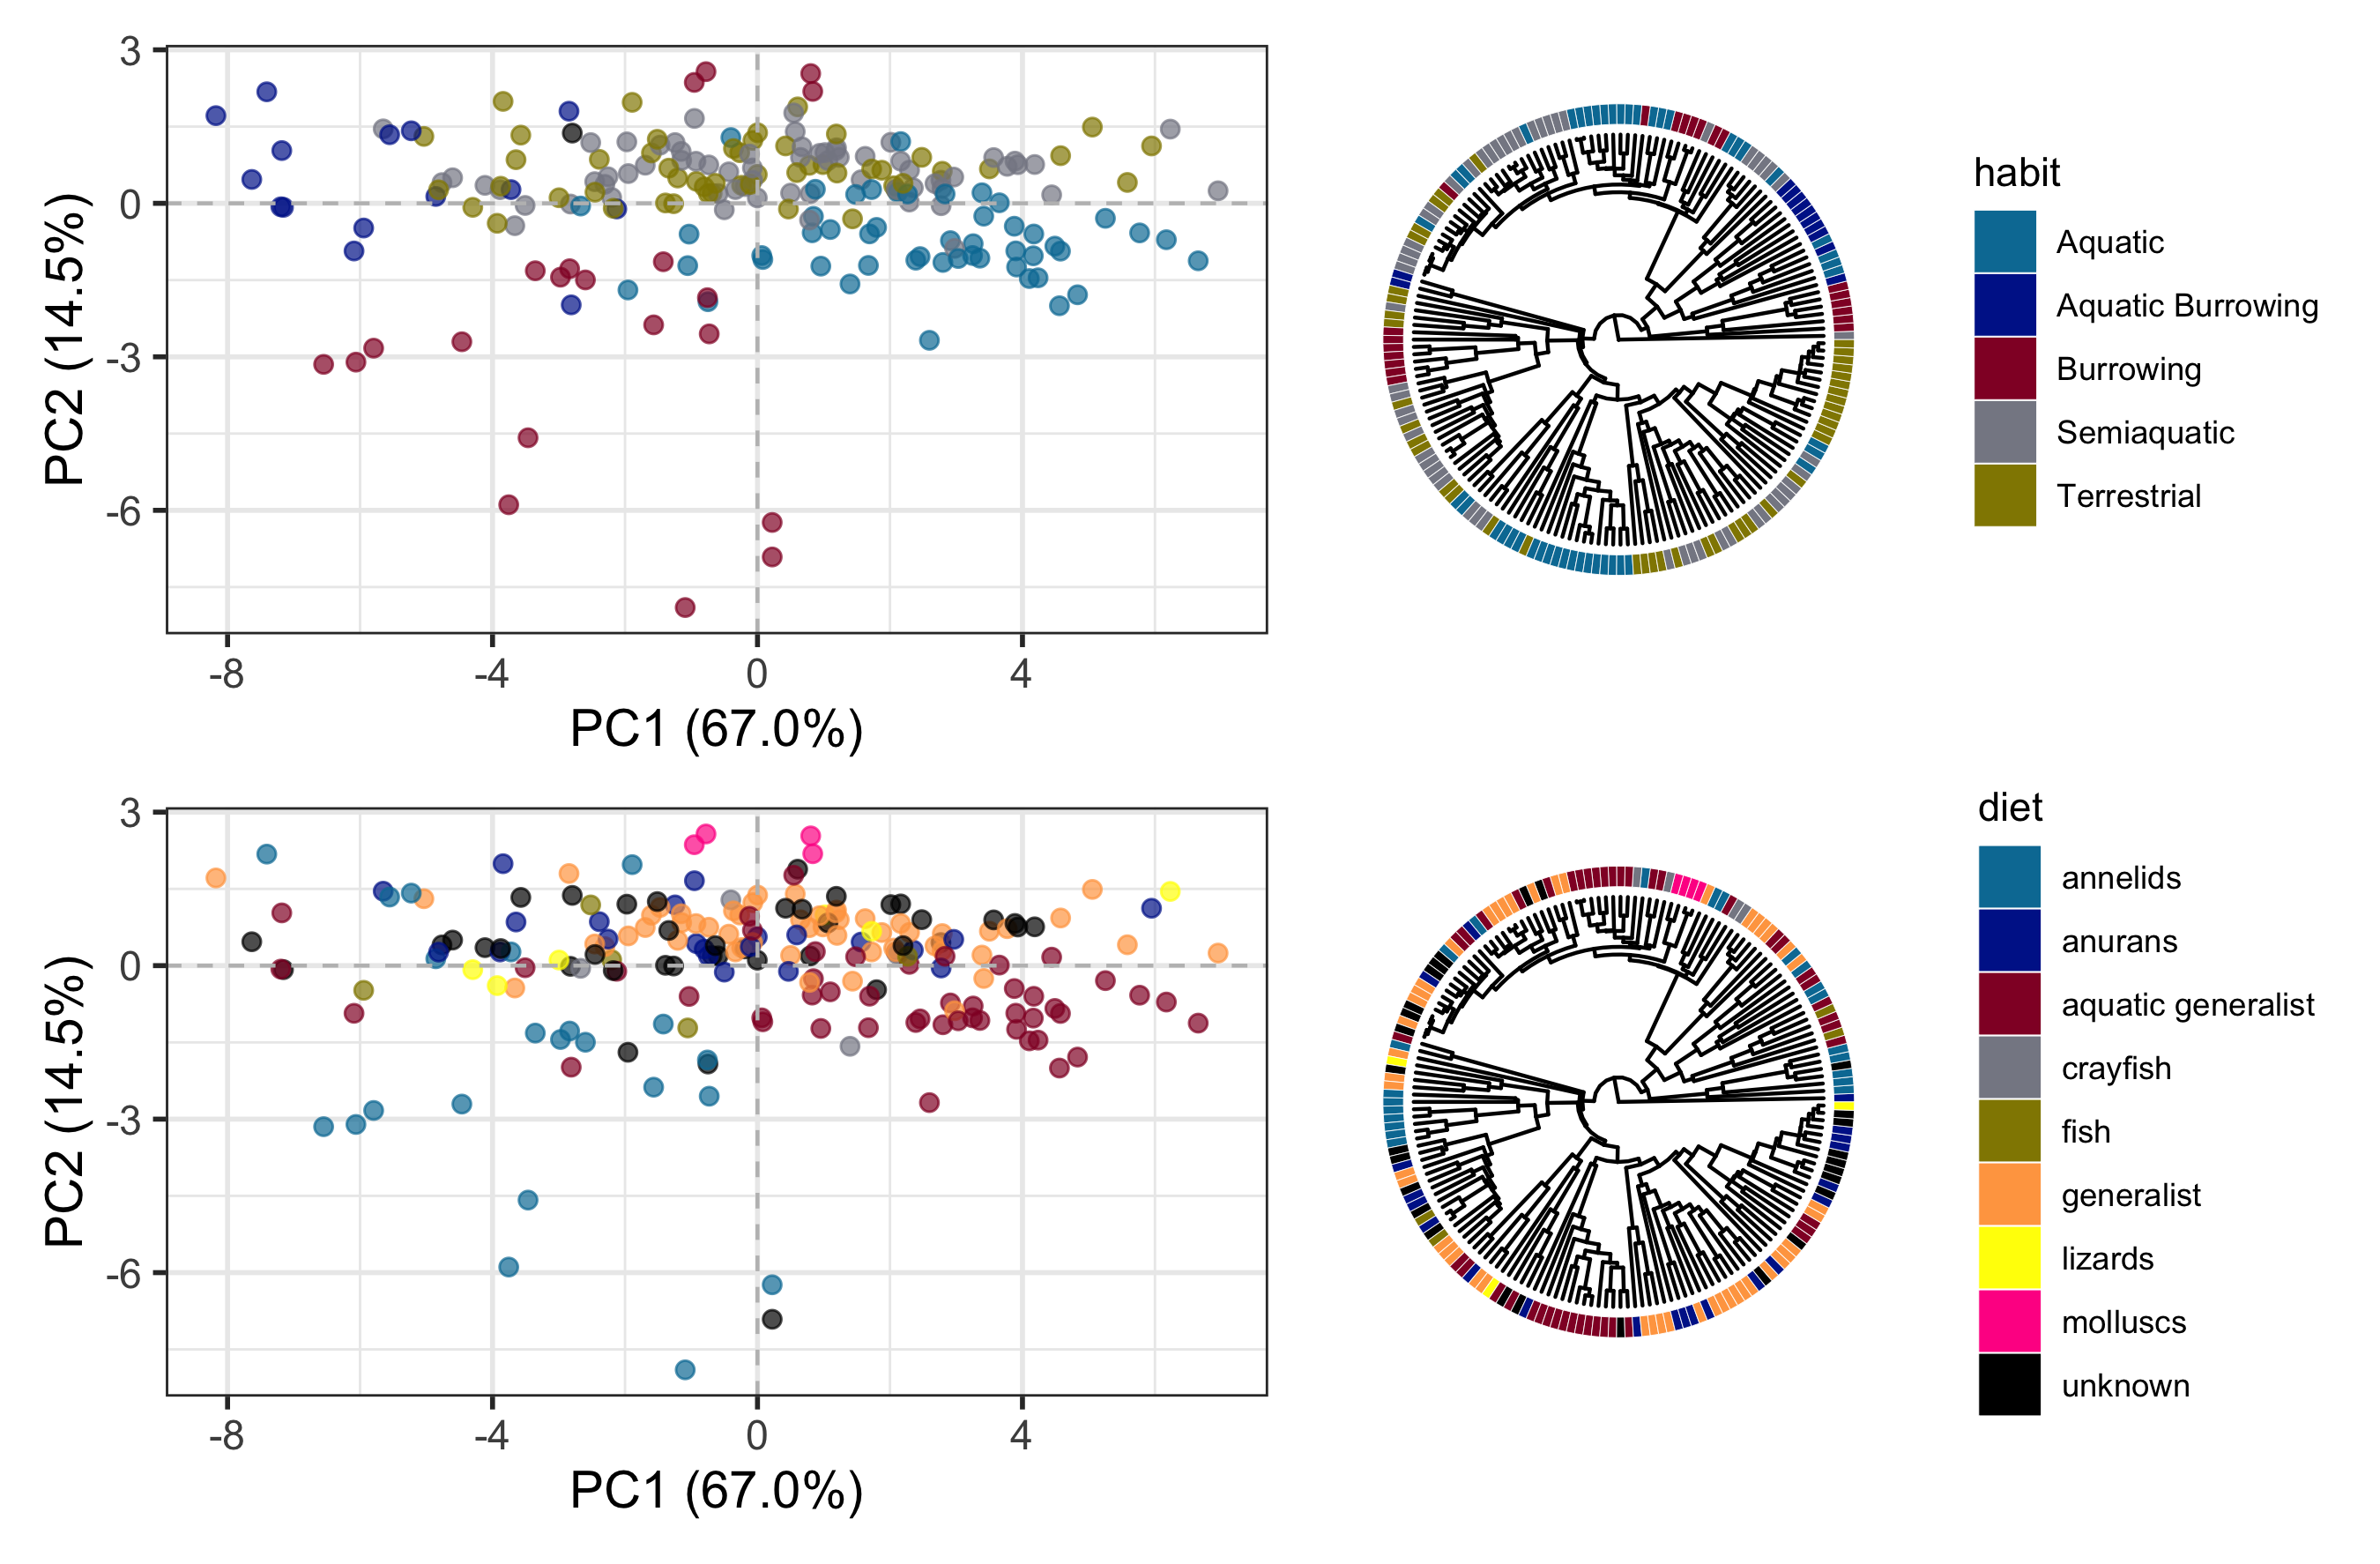 3
0
-3
-6
PC2 (14.5%)
-8
-4
0
4
PC1 (67.0%)
habit
Aquatic
Aquatic Burrowing
Burrowing
Semiaquatic
Terrestrial
3
0
-3
-6
PC2 (14.5%)
-8
-4
0
4
PC1 (67.0%)
diet
annelids
anurans
aquatic generalist
crayfish
fish
generalist
lizards
molluscs
unknown